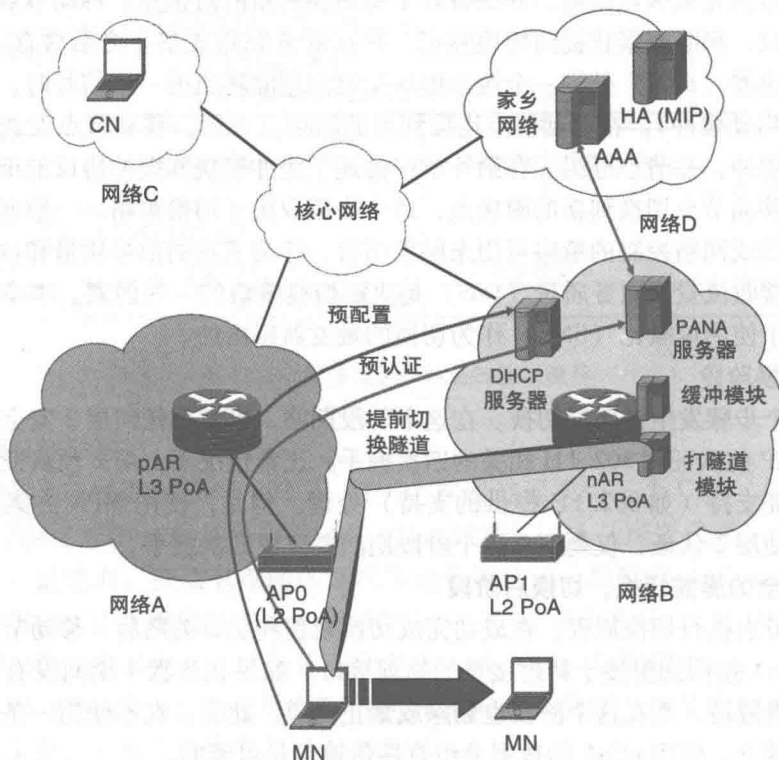 CN
网络C
核心网络
家乡
网络
HA (MIP)
AAA
网络D
预配置
预认证
DHCP
服务器
PANA
服务器
缓冲模块
提前切
换隧道
打隧道
模块
pAR
L3 PoA
nAR
L3 PoA
网络A
AP0
(L2 PoA)
AP1
L2 PoA
网络B
MN
MN